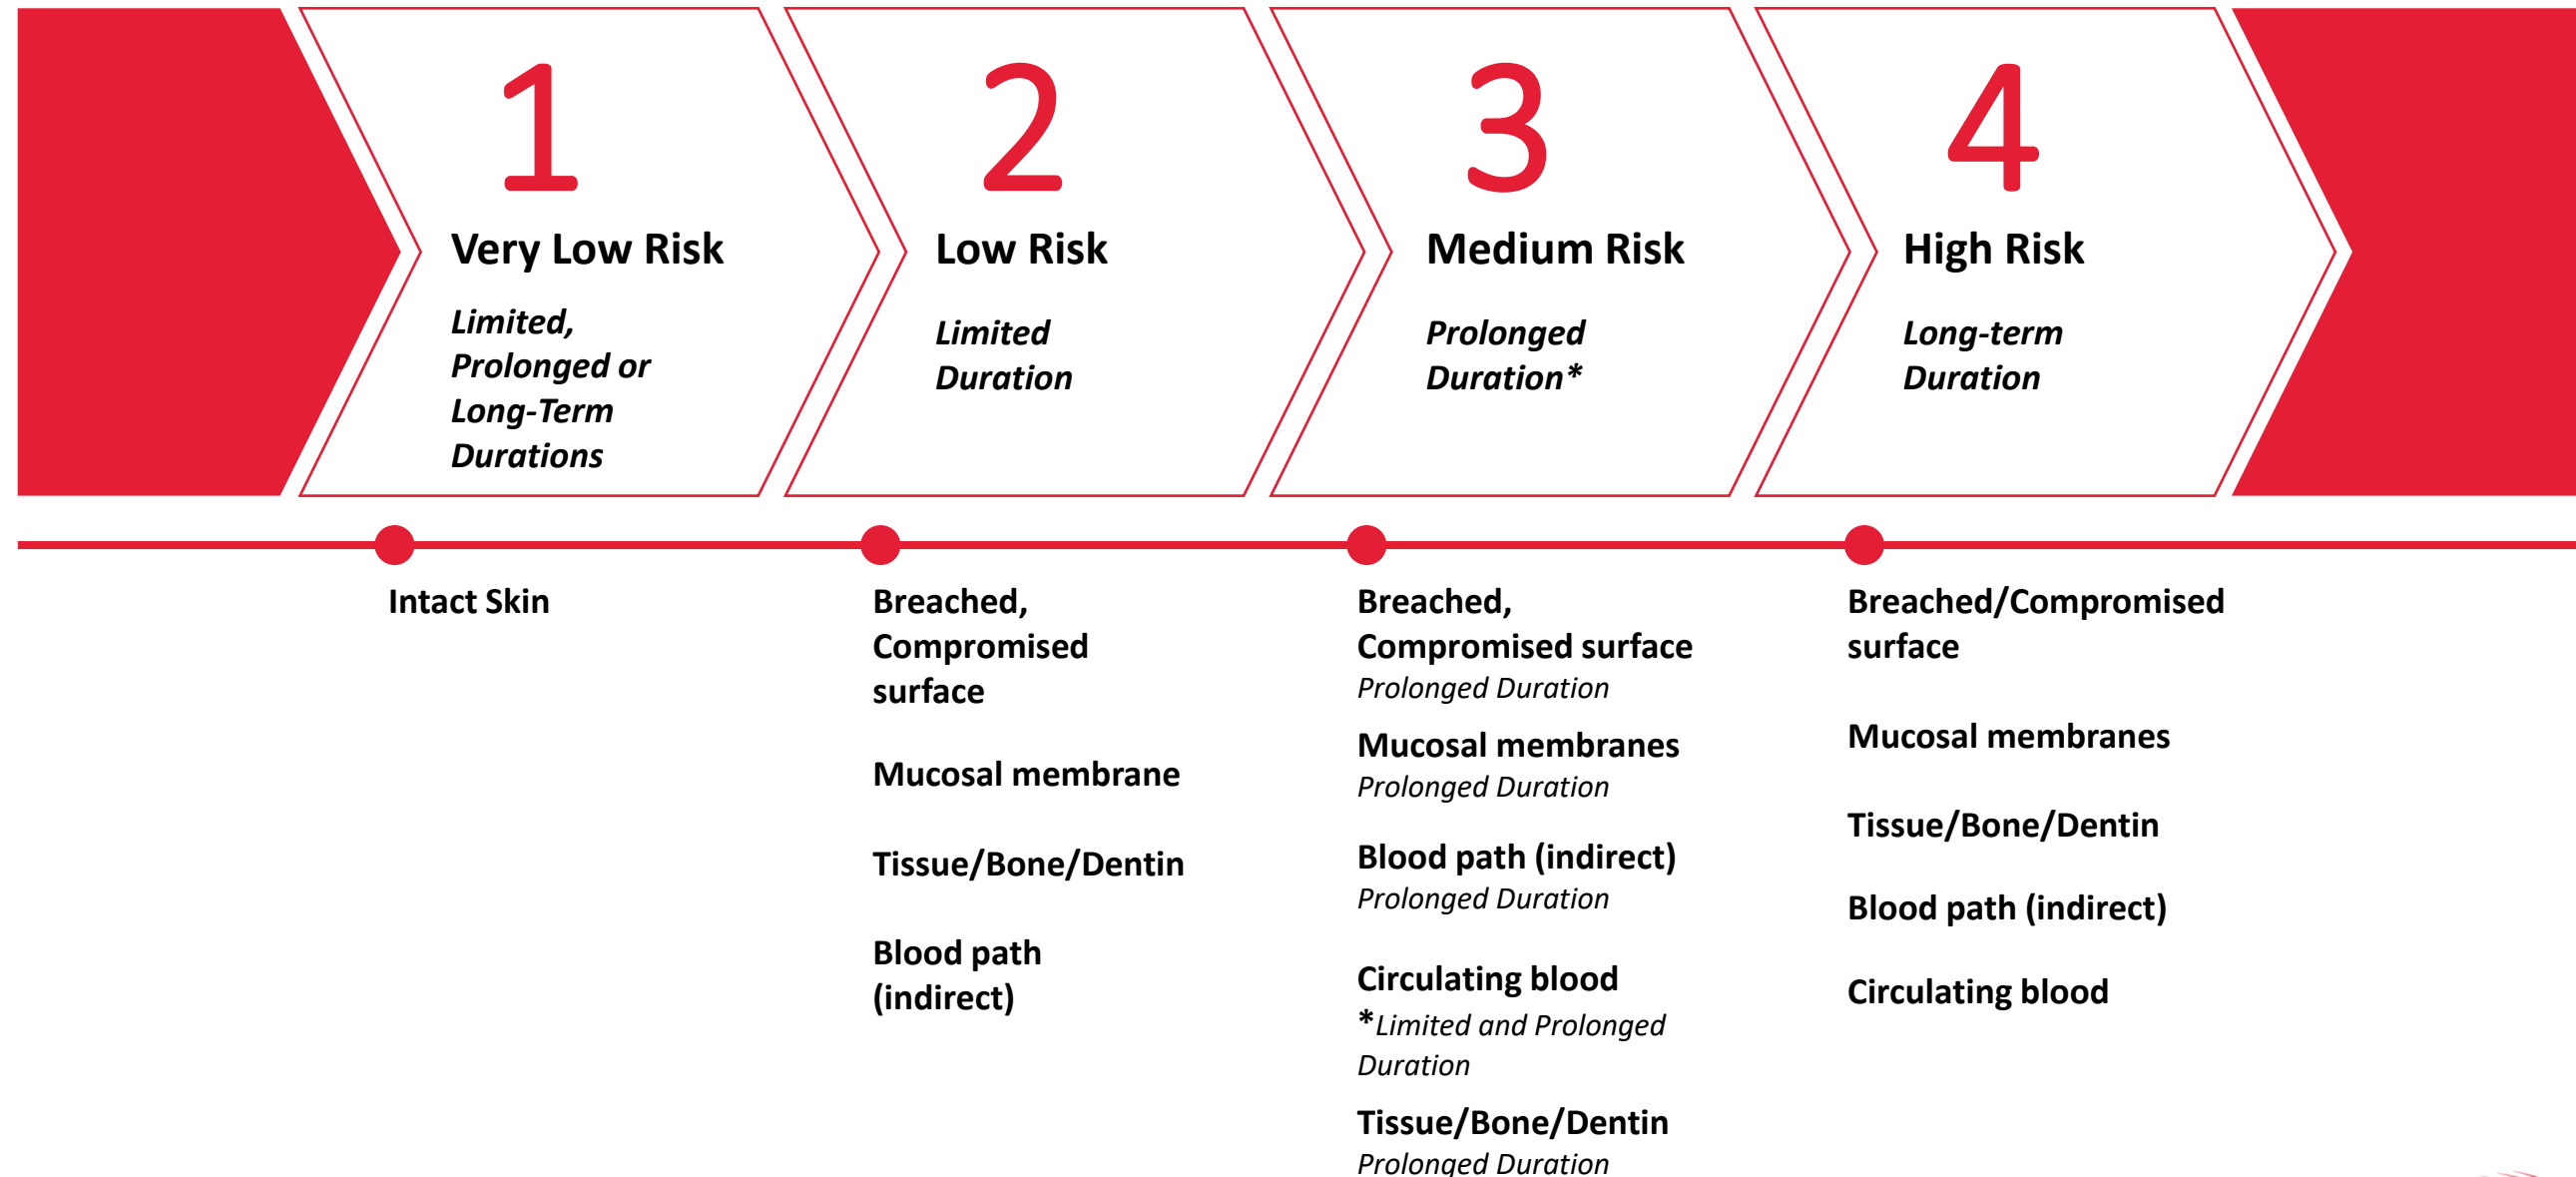 1
Very Low Risk
Limited,
Prolonged or
Long-Term
Durations
2
Low Risk
Limited
Duration
3
Medium Risk
Prolonged
Duration*
4
High Risk
Long-term
Duration
Intact Skin
Breached,
Compromised
surface
Mucosal membrane
Tissue/Bone/Dentin
Blood path
(indirect)
Breached,
Compromised surface
Prolonged Duration
Mucosal membranes
Prolonged Duration
Blood path (indirect)
Prolonged Duration
Circulating blood
*Limited and Prolonged
Duration
Tissue/Bone/Dentin
Prolonged Duration
Breached/Compromised
surface
Mucosal membranes
Tissue/Bone/Dentin
Blood path (indirect)
Circulating blood